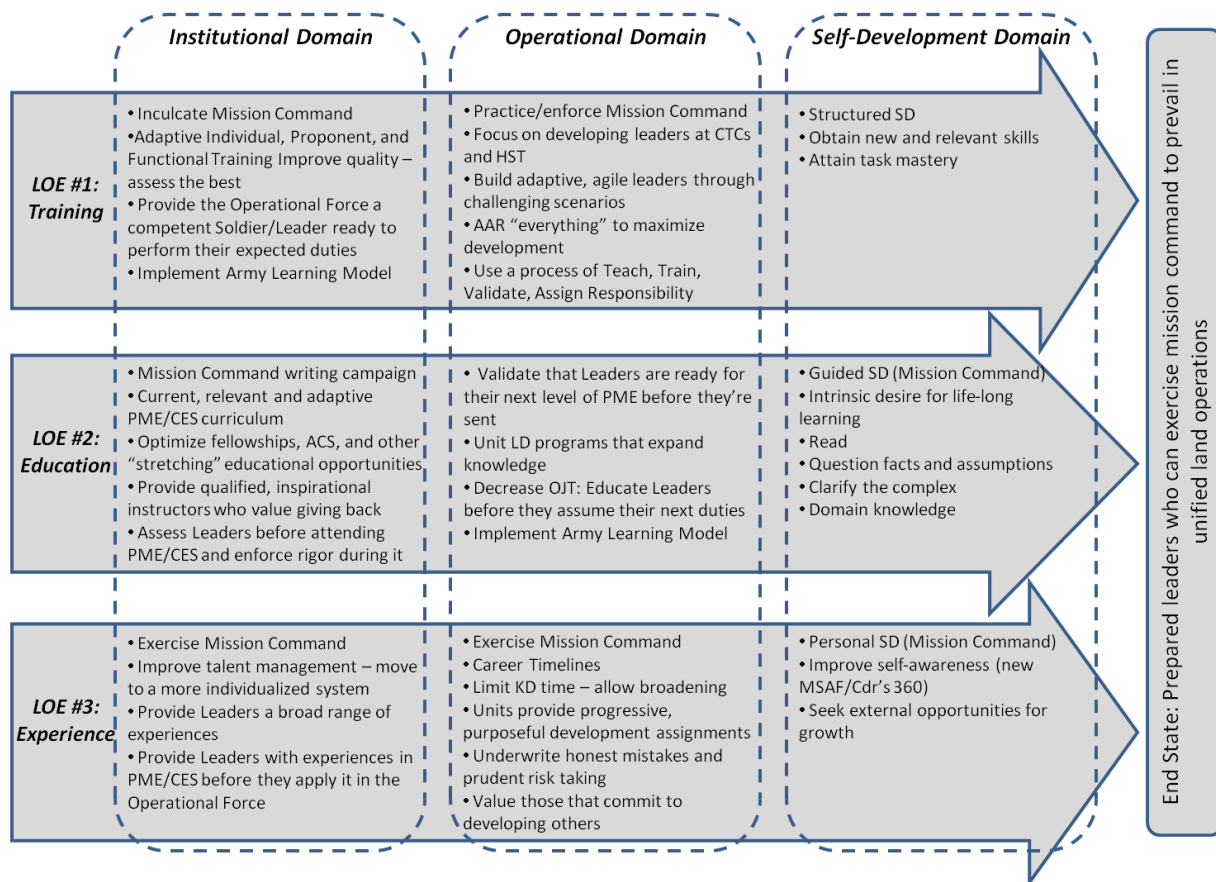 Institutional Domain
Operational Domain
Self-Development Domain
LOE #1:
Training
• Inculcate Mission Command
•Adaptive Individual, Proponent, and
Functional Training Improve quality –
assess the best
• Provide the Operational Force a
competent Soldier/Leader ready to
perform their expected duties
• Implement Army Learning Model
• Practice/enforce Mission Command
• Focus on developing leaders at CTCs
and HST
• Build adaptive, agile leaders through
challenging scenarios
• AAR “everything” to maximize
development
• Use a process of Teach, Train,
Validate, Assign Responsibility
• Structured SD
• Obtain new and relevant skills
• Attain task mastery
LOE #2:
Education
• Mission Command writing campaign
• Current, relevant and adaptive
PME/CES curriculum
• Optimize fellowships, ACS, and other
“stretching” educational opportunities
• Provide qualified, inspirational
instructors who value giving back
• Assess Leaders before attending
PME/CES and enforce rigor during it
• Validate that Leaders are ready for
their next level of PME before they’re
sent
• Unit LD programs that expand
knowledge
• Decrease OJT: Educate Leaders
before they assume their next duties
• Implement Army Learning Model
• Guided SD (Mission Command)
• Intrinsic desire for life-long
learning
• Read
• Question facts and assumptions
• Clarify the complex
• Domain knowledge
LOE #3:
Experience
• Exercise Mission Command
• Improve talent management – move
to a more individualized system
• Provide Leaders a broad range of
experiences
• Provide Leaders with experiences in
PME/CES before they apply it in the
Operational Force
• Exercise Mission Command
• Career Timelines
• Limit KD time – allow broadening
• Units provide progressive,
purposeful development assignments
• Underwrite honest mistakes and
prudent risk taking
• Value those that commit to
developing others
• Personal SD (Mission Command)
• Improve self-awareness (new
MSAF/Cdr’s 360)
• Seek external opportunities for
growth
End State: Prepared leaders who can exercise mission command to prevail in
unified land operations